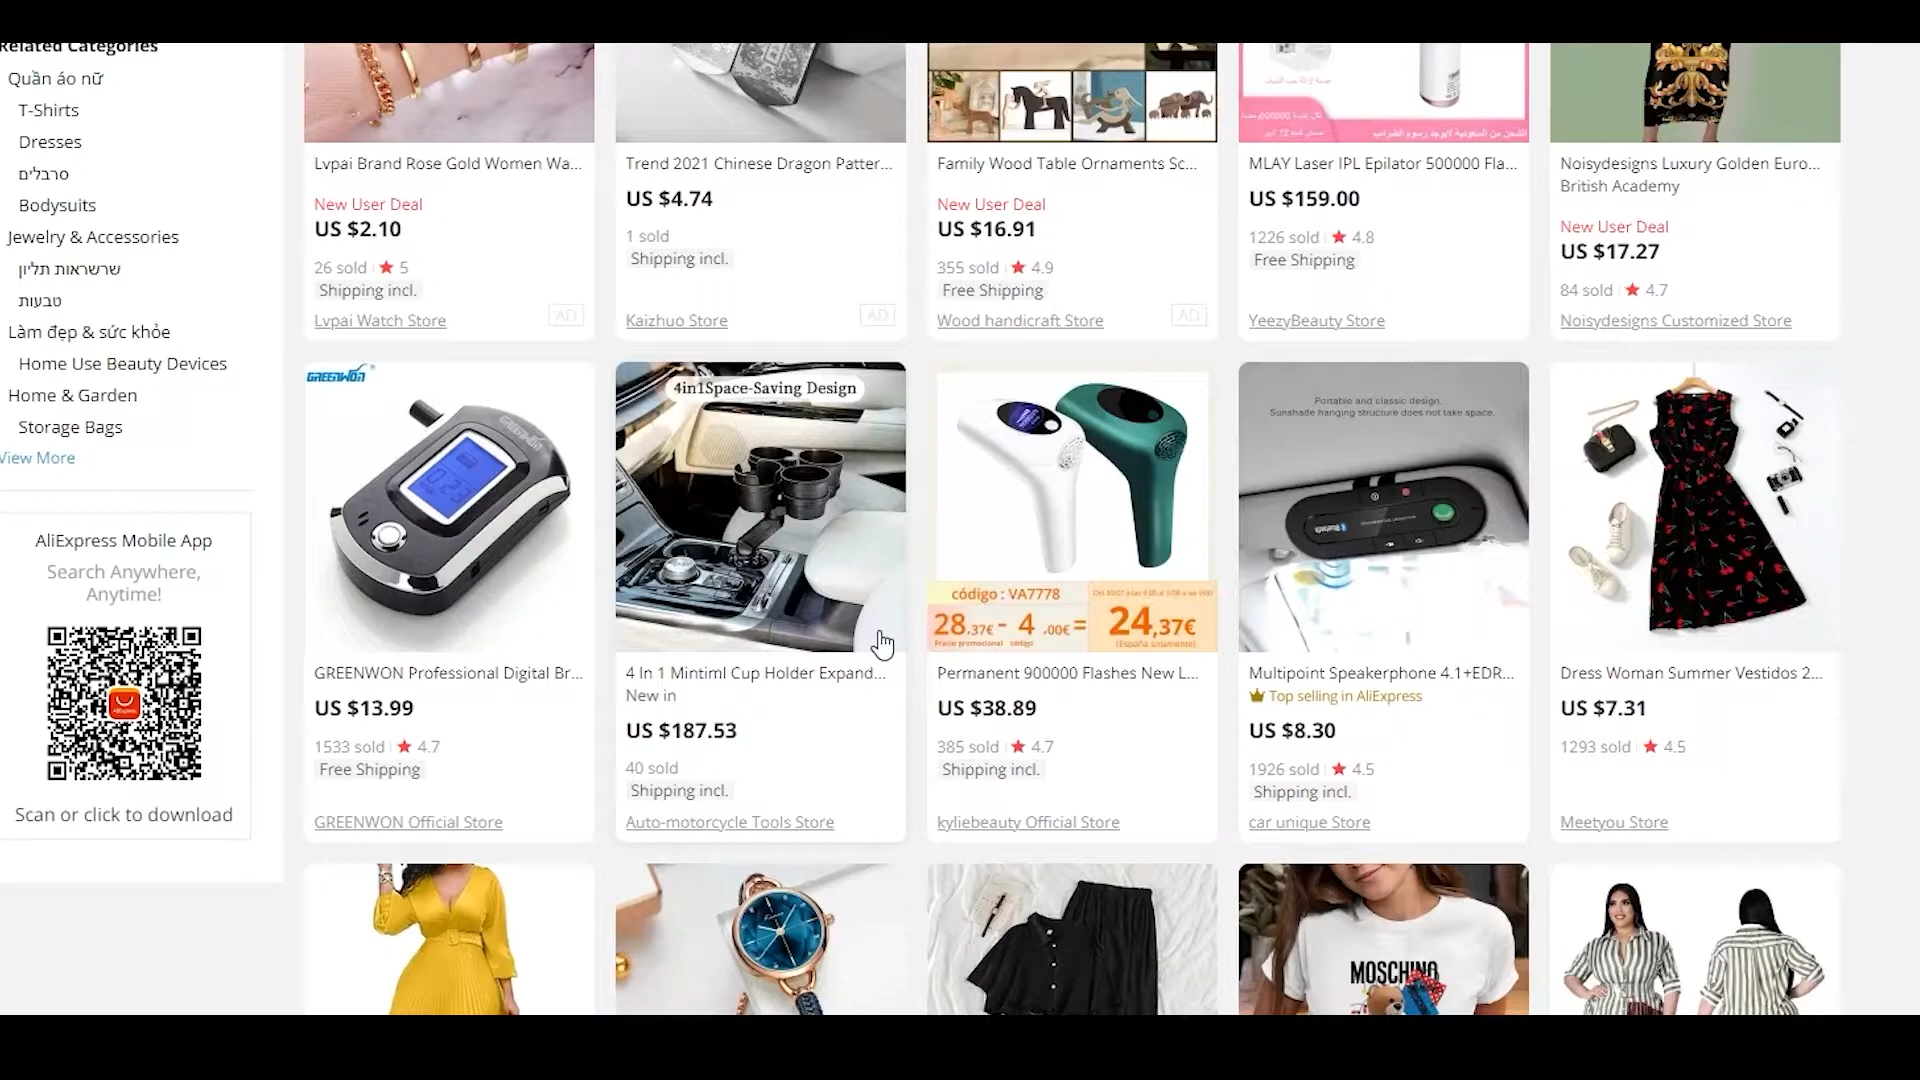 Related Categories
Quần áo nữ
T-Shirts
Dresses
סרבלים
Bodysuits
Jewelry & Accessories
שרשראות תליון
טבעות
Làm đẹp & sức khỏe
Home Use Beauty Devices
Home & Garden
Storage Bags
View More
AliExpress Mobile App
Search Anywhere,
Anytime!
AliExpress
Scan or click to download
Lvpai Brand Rose Gold Women Wa...
New User Deal
US $2.10
26 sold
5
Shipping incl.
Lvpai Watch Store
AD
Trend 2021 Chinese Dragon Patter...
US $4.74
1 sold
Shipping incl.
Kaizhuo Store
AD
Family Wood Table Ornaments Sc...
New User Deal
US $16.91
355 sold
4.9
Free Shipping
Wood handicraft Store
AD
MLAY Laser IPL Epilator 500000 Fla...
US $159.00
1226 sold
4.8
Free Shipping
YeezyBeauty Store
Noisydesigns Luxury Golden Euro...
British Academy
New User Deal
US $17.27
84 sold
4.7
Noisydesigns Customized Store
GREENWON
GREENWON Professional Digital Br...
US $13.99
1533 sold
4.7
Free Shipping
GREENWON Official Store
4in1Space-Saving Design
4 In 1 Mintiml Cup Holder Expand...
New in
US $187.53
40 sold
Shipping incl.
Auto-motorcycle Tools Store
código : VA7778
28,37€ - 4,00€ =
Precio promocional código
24,37€
(España solamente)
Permanent 900000 Flashes New L...
US $38.89
385 sold
4.7
Shipping incl.
kyliebeauty Official Store
Portable and classic design.
Sunshade hanging structure does not take space.
Bluetooth
Multipoint Speakerphone 4.1+EDR...
Top selling in AliExpress
US $8.30
1926 sold
4.5
Shipping incl.
car unique Store
Dress Woman Summer Vestidos 2...
US $7.31
1293 sold
4.5
Meetyou Store
MOSCHINO